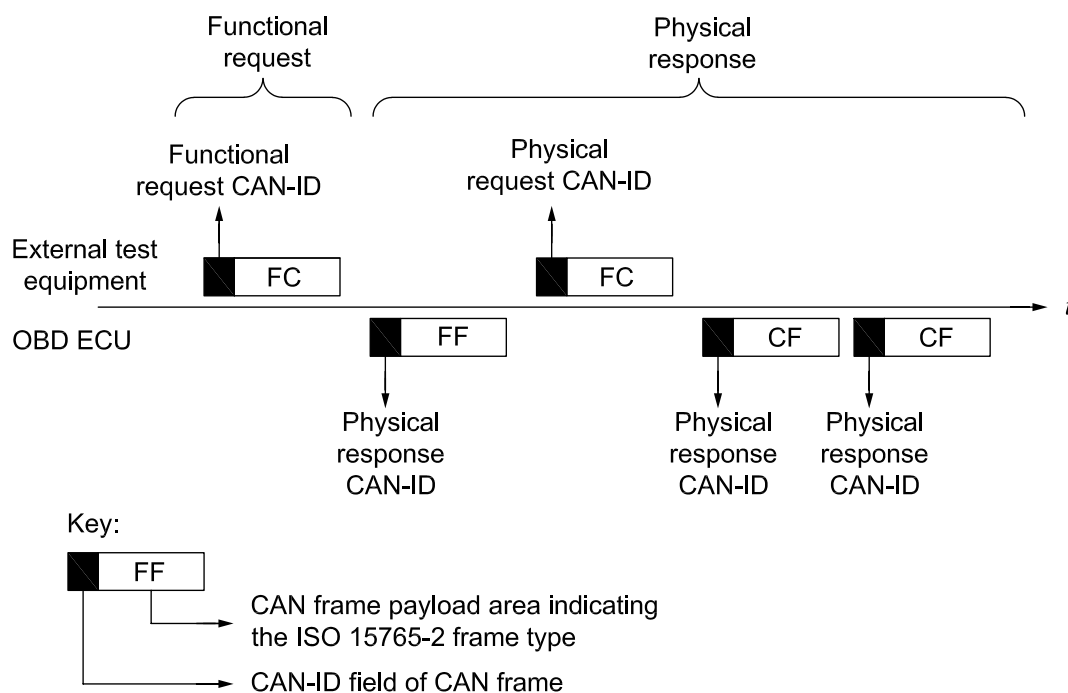 Functional
request
Physical
response
Functional
request CAN-ID
Physical
request CAN-ID
External test
equipment
FC
FC
t
OBD ECU
FF
CF
CF
Physical
response
CAN-ID
Physical
response
CAN-ID
Physical
response
CAN-ID
Key:
FF
CAN frame payload area indicating
the ISO 15765-2 frame type
CAN-ID field of CAN frame